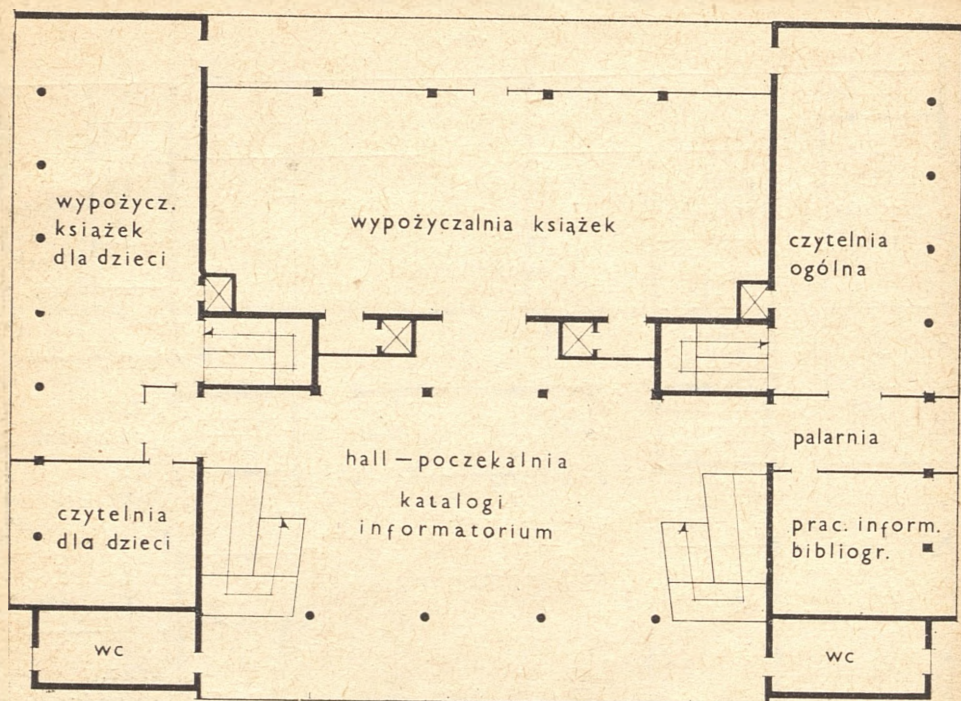 wypożycz.
książek
dla dzieci
wypożyczalnia książek
czytelnia
ogólna
hall — poczekalnia
katalogi
informatorium
palarnia
czytelnia
dla dzieci
prac. inform.
bibliogr.
wc
wc